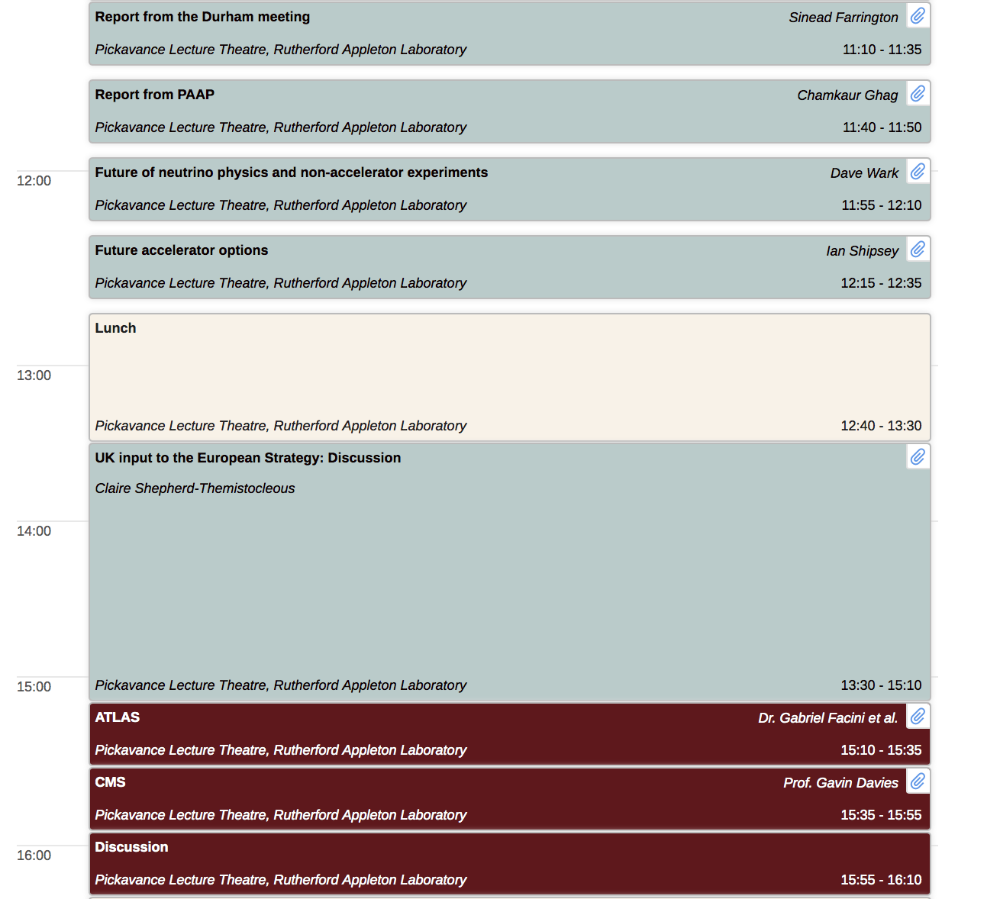 Report from the Durham meeting
Sinead Farrington
Pickavance Lecture Theatre, Rutherford Appleton Laboratory
11:10 - 11:35
Report from PAAP
Chamkaur Ghag
Pickavance Lecture Theatre, Rutherford Appleton Laboratory
11:40 - 11:50
12:00
Future of neutrino physics and non-accelerator experiments
Dave Wark
Pickavance Lecture Theatre, Rutherford Appleton Laboratory
11:55 - 12:10
Future accelerator options
Ian Shipsey
Pickavance Lecture Theatre, Rutherford Appleton Laboratory
12:15 - 12:35
Lunch
13:00
Pickavance Lecture Theatre, Rutherford Appleton Laboratory
12:40 - 13:30
UK input to the European Strategy: Discussion
Claire Shepherd-Themistocleous
14:00
15:00
Pickavance Lecture Theatre, Rutherford Appleton Laboratory
13:30 - 15:10
ATLAS
Dr. Gabriel Facini et al.
Pickavance Lecture Theatre, Rutherford Appleton Laboratory
15:10 - 15:35
CMS
Prof. Gavin Davies
Pickavance Lecture Theatre, Rutherford Appleton Laboratory
15:35 - 15:55
Discussion
16:00
Pickavance Lecture Theatre, Rutherford Appleton Laboratory
15:55 - 16:10